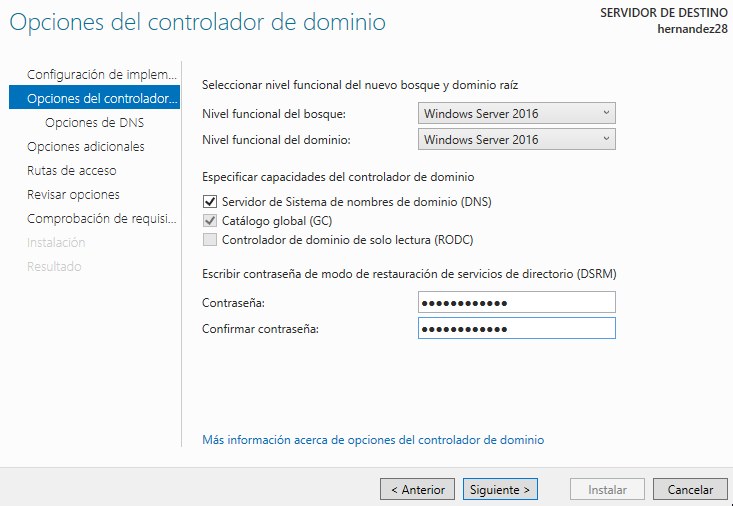 Opciones del controlador de dominio
SERVIDOR DE DESTINO
hernandez28
Configuración de implem...
Opciones del controlador...
Opciones de DNS
Opciones adicionales
Rutas de acceso
Revisar opciones
Comprobación de requisi...
Instalación
Resultado
Seleccionar nivel funcional del nuevo bosque y dominio raíz
Nivel funcional del bosque: Windows Server 2016
Nivel funcional del dominio: Windows Server 2016
Especificar capacidades del controlador de dominio
Servidor de Sistema de nombres de dominio (DNS)
Catálogo global (GC)
Controlador de dominio de solo lectura (RODC)
Escribir contraseña de modo de restauración de servicios de directorio (DSRM)
Contraseña: ●●●●●●●●●●●●
Confirmar contraseña: ●●●●●●●●●●●●
Más información acerca de opciones del controlador de dominio
< Anterior Siguiente > Instalar Cancelar